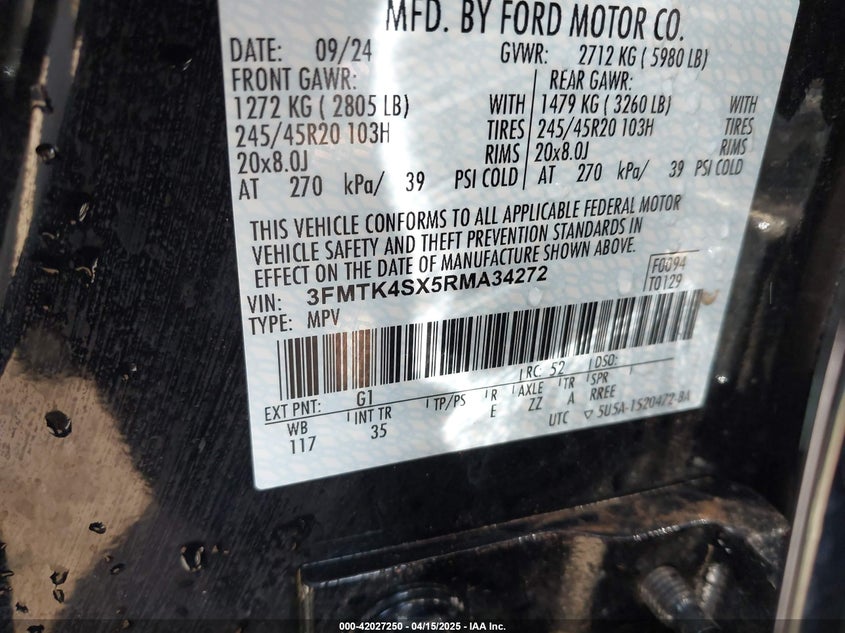 MFD. BY FORD MOTOR CO.
DATE: 09/24 GVWR: 2712 KG ( 5980 LB)
FRONT GAWR: REAR GAWR:
1272 KG ( 2805 LB) WITH 1479 KG ( 3260 LB) WITH
245/45R20 103H TIRES 245/45R20 103H TIRES
20x8.0J RIMS 20x8.0J RIMS
AT 270 kPa/ 39 PSI COLD AT 270 kPa/ 39 PSI COLD
THIS VEHICLE CONFORMS TO ALL APPLICABLE FEDERAL MOTOR
VEHICLE SAFETY AND THEFT PREVENTION STANDARDS IN
EFFECT ON THE DATE OF MANUFACTURE SHOWN ABOVE.
VIN: 3FMTK4SX5RMA34272 F0094
TYPE: MPV T0129
EXT PNT: G1 RC: 52 DSO:
WB INT TR TP/PS R AXLE TR SPR
117 35 E ZZ A RREE
UTC 5U5A-1520472-BA
000-42027250 - 04/15/2025 - IAA Inc.